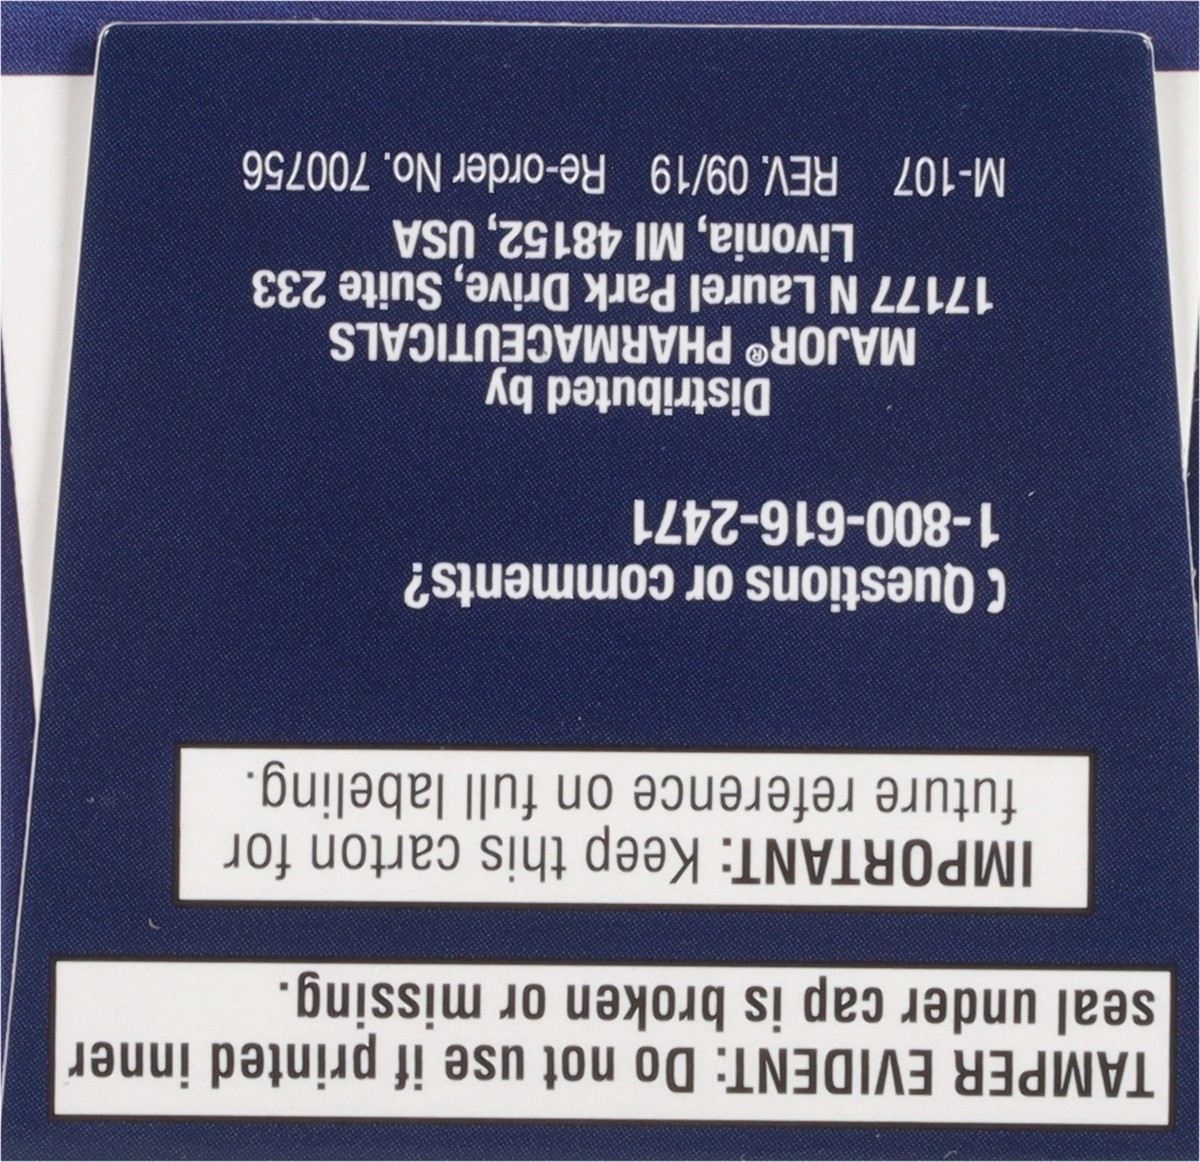 TAMPER EVIDENT: Do not use if printed inner
seal under cap is broken or missing.
IMPORTANT: Keep this carton for
future reference on full labeling.
Questions or comments?
1-800-616-2471
Distributed by
MAJOR® PHARMACEUTICALS
17177 N Laurel Park Drive, Suite 233
Livonia, MI 48152, USA
M-107 REV. 09/19 Re-order No. 700756